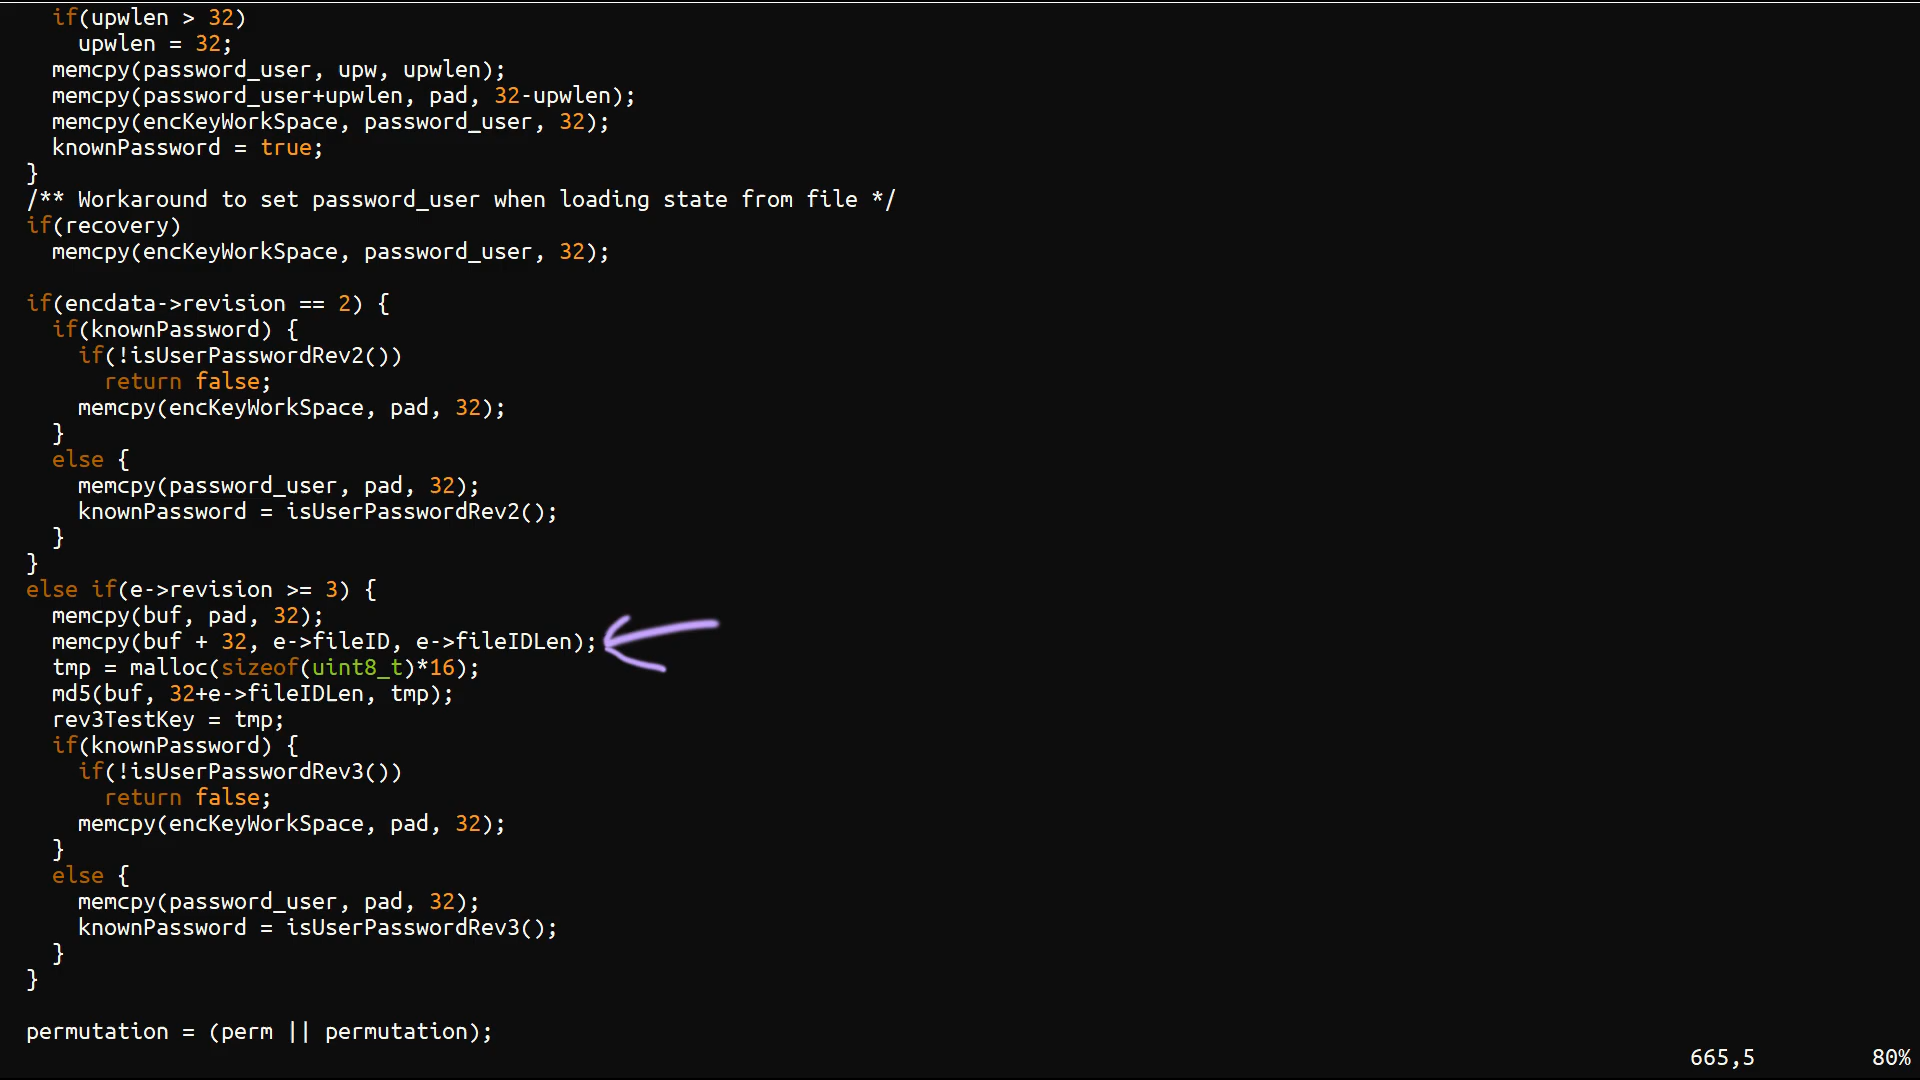 if(upwlen > 32)
upwlen = 32;
memcpy(password_user, upw, upwlen);
memcpy(password_user+upwlen, pad, 32-upwlen);
memcpy(encKeyWorkSpace, password_user, 32);
knownPassword = true;
}
/** Workaround to set password_user when loading state from file */
if(recovery)
memcpy(encKeyWorkSpace, password_user, 32);
if(encdata->revision == 2) {
if(knownPassword) {
if(!isUserPasswordRev2())
return false;
memcpy(encKeyWorkSpace, pad, 32);
}
else {
memcpy(password_user, pad, 32);
knownPassword = isUserPasswordRev2();
}
}
else if(e->revision >= 3) {
memcpy(buf, pad, 32);
memcpy(buf + 32, e->fileID, e->fileIDLen);
tmp = malloc(sizeof(uint8_t)*16);
md5(buf, 32+e->fileIDLen, tmp);
rev3TestKey = tmp;
if(knownPassword) {
if(!isUserPasswordRev3())
return false;
memcpy(encKeyWorkSpace, pad, 32);
}
else {
memcpy(password_user, pad, 32);
knownPassword = isUserPasswordRev3();
}
}
permutation = (perm || permutation);
665,5 80%